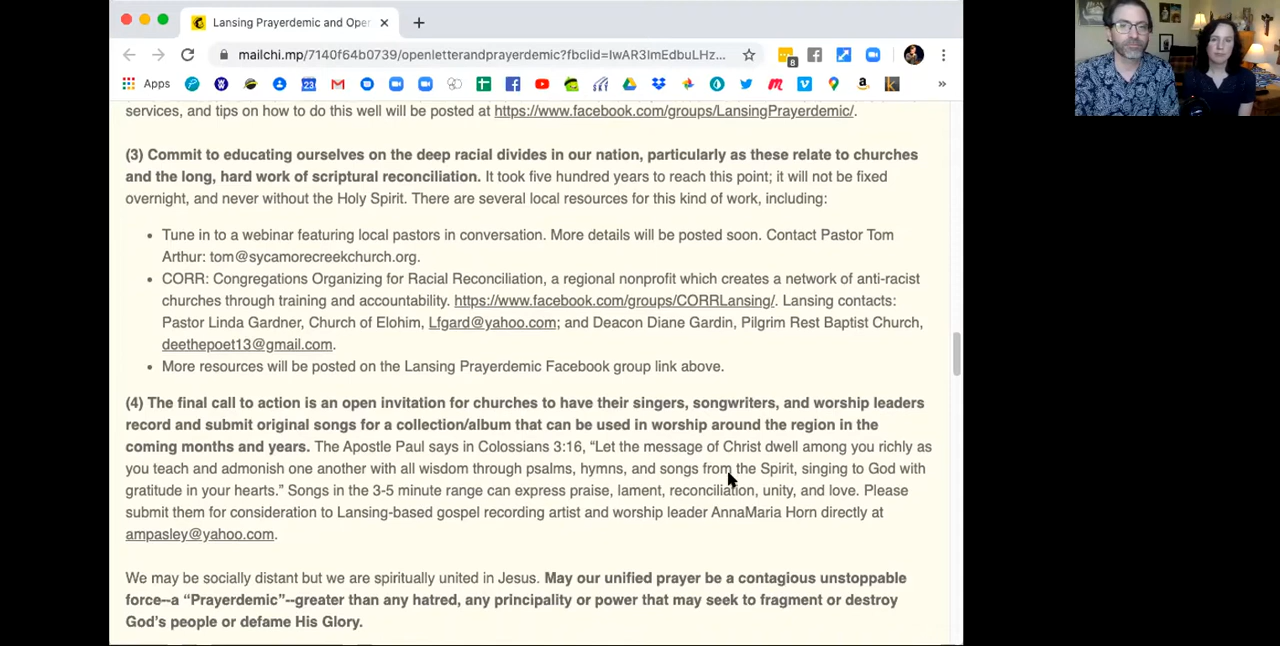 Lansing Prayerdemic and Oper
mailchi.mp/7140f64b0739/openletterandprayerdemic?fbclid=IwAR3ImEdbuLHz...
8
Apps
23
services, and tips on how to do this well will be posted at https://www.facebook.com/groups/LansingPrayerdemic/.
(3) Commit to educating ourselves on the deep racial divides in our nation, particularly as these relate to churches
and the long, hard work of scriptural reconciliation. It took five hundred years to reach this point; it will not be fixed
overnight, and never without the Holy Spirit. There are several local resources for this kind of work, including:
• Tune in to a webinar featuring local pastors in conversation. More details will be posted soon. Contact Pastor Tom
Arthur: tom@sycamorecreekchurch.org.
• CORR: Congregations Organizing for Racial Reconciliation, a regional nonprofit which creates a network of anti-racist
churches through training and accountability. https://www.facebook.com/groups/CORRLansing/. Lansing contacts:
Pastor Linda Gardner, Church of Elohim, Lfgard@yahoo.com; and Deacon Diane Gardin, Pilgrim Rest Baptist Church,
deethepoet13@gmail.com.
• More resources will be posted on the Lansing Prayerdemic Facebook group link above.
(4) The final call to action is an open invitation for churches to have their singers, songwriters, and worship leaders
record and submit original songs for a collection/album that can be used in worship around the region in the
coming months and years. The Apostle Paul says in Colossians 3:16, “Let the message of Christ dwell among you richly as
you teach and admonish one another with all wisdom through psalms, hymns, and songs from the Spirit, singing to God with
gratitude in your hearts.” Songs in the 3-5 minute range can express praise, lament, reconciliation, unity, and love. Please
submit them for consideration to Lansing-based gospel recording artist and worship leader AnnaMaria Horn directly at
ampasley@yahoo.com.
We may be socially distant but we are spiritually united in Jesus. May our unified prayer be a contagious unstoppable
force--a “Prayerdemic”--greater than any hatred, any principality or power that may seek to fragment or destroy
God’s people or defame His Glory.